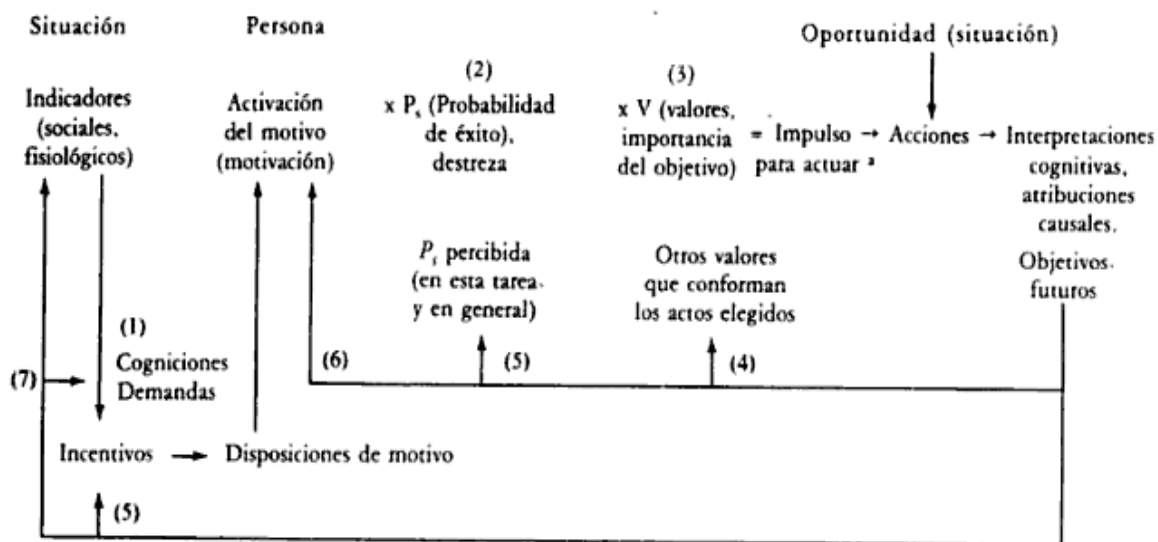 Situación
Persona
Oportunidad (situación)
Indicadores
(sociales,
fisiológicos)
Activación
del motivo
(motivación)
(2)
x Ps (Probabilidad
de éxito),
destreza
(3)
x V (valores,
importancia
del objetivo)
= Impulso → Acciones → Interpretaciones
para actuar a
cognitivas,
atribuciones
causales.
Objetivos.
futuros
Ps percibida
(en esta tarea.
y en general)
Otros valores
que conforman
los actos elegidos
(1)
Cogniciones
Demandas
(7)
(6)
(5)
(4)
Incentivos → Disposiciones de motivo
(5)